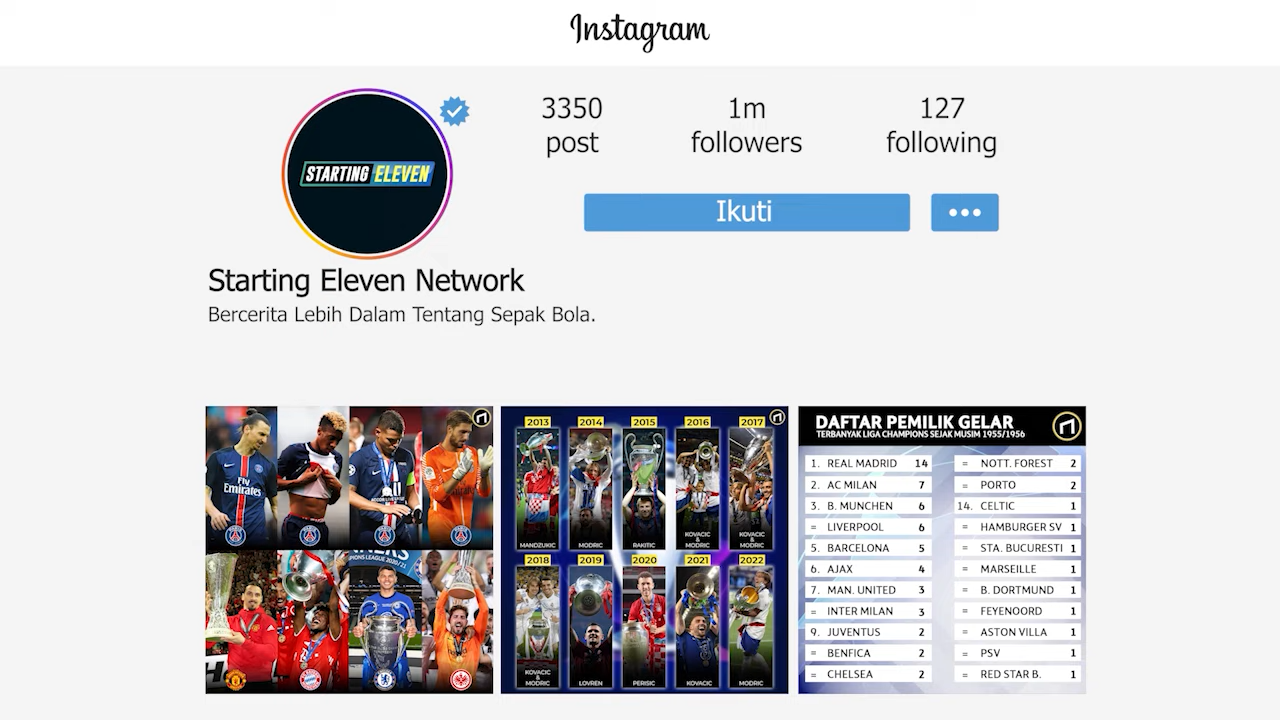 Instagram
3350
post
1m
followers
127
following
STARTING ELEVEN
Ikuti
Starting Eleven Network
Bercerita Lebih Dalam Tentang Sepak Bola.
Fly
Emirates
2013
2014
2015
2016
2017
MANDZUKIC
MODRIC
RAKITIC
KOVACIC
&
MODRIC
KOVACIC
&
MODRIC
2018
2019
2020
2021
2022
KOVACIC
&
MODRIC
LOVREN
PERISIC
KOVACIC
MODRIC
DAFTAR PEMILIK GELAR
TERBANYAK LIGA CHAMPIONS SEJAK MUSIM 1955/1956
1. REAL MADRID 14
2. AC MILAN 7
3. B. MUNCHEN 6
= LIVERPOOL 6
5. BARCELONA 5
6. AJAX 4
7. MAN. UNITED 3
= INTER MILAN 3
9. JUVENTUS 2
= BENFICA 2
= CHELSEA 2
= NOTT. FOREST 2
= PORTO 2
14. CELTIC 1
= HAMBURGER SV 1
= STA. BUCURESTI 1
= MARSEILLE 1
= B. DORTMUND 1
= FEYENOORD 1
= ASTON VILLA 1
= PSV 1
= RED STAR B. 1